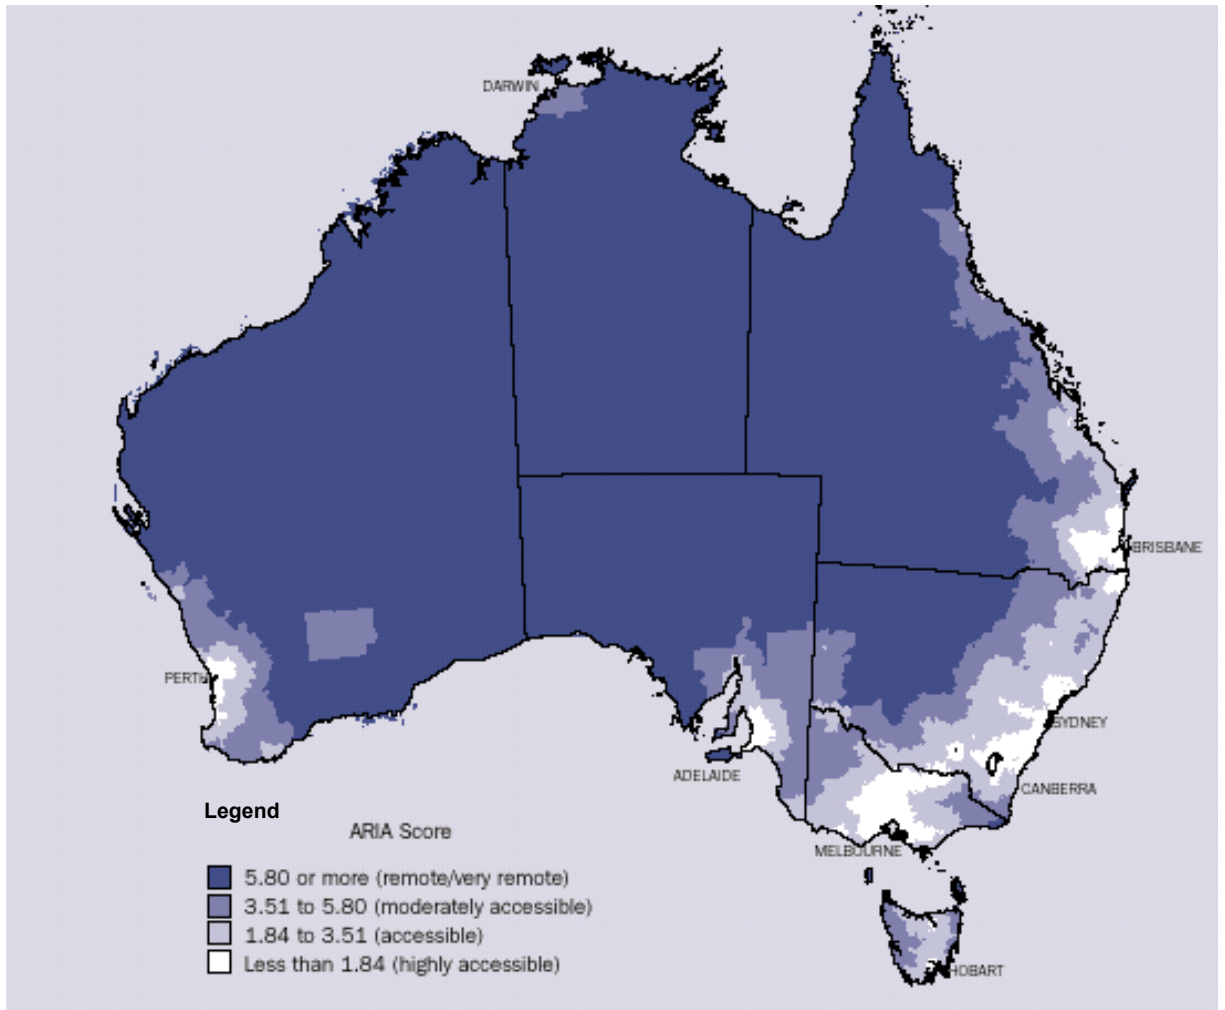 DARWIN
BRISBANE
PERTH
SYDNEY
ADELAIDE
CANBERRA
MELBOURNE
HOBART
Legend
ARIA Score
5.80 or more (remote/very remote)
3.51 to 5.80 (moderately accessible)
1.84 to 3.51 (accessible)
Less than 1.84 (highly accessible)